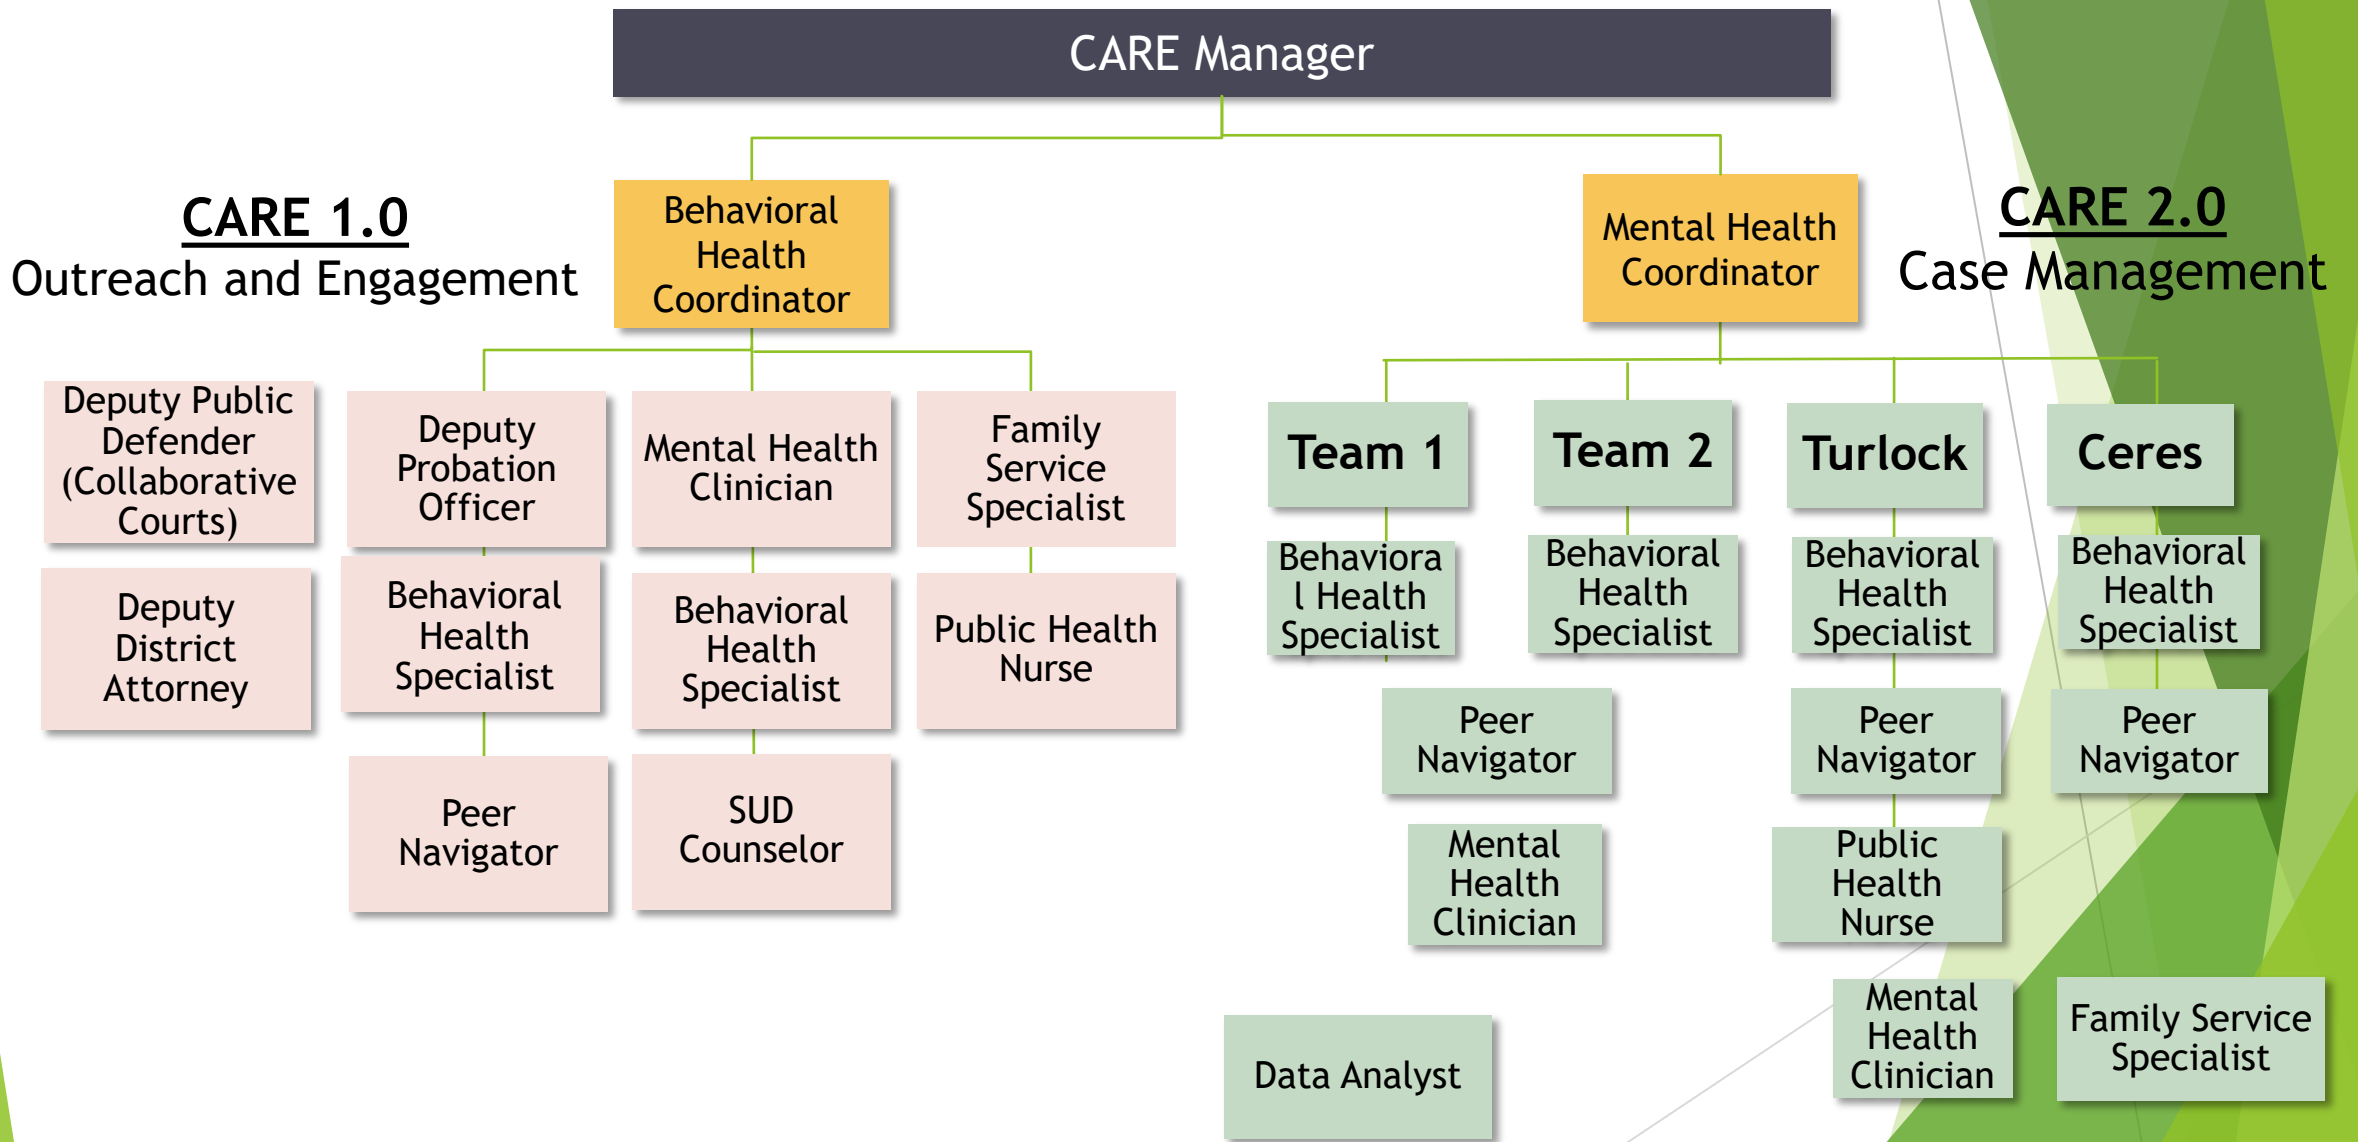 CARE Manager
CARE 1.0
Outreach and Engagement
Behavioral
Health
Coordinator
Mental Health
Coordinator
CARE 2.0
Case Management
Deputy Public
Defender
(Collaborative
Courts)
Deputy
Probation
Officer
Mental Health
Clinician
Family
Service
Specialist
Deputy
District
Attorney
Behavioral
Health
Specialist
Behavioral
Health
Specialist
Public Health
Nurse
Peer
Navigator
SUD
Counselor
Team 1
Team 2
Turlock
Ceres
Behaviora
l Health
Specialist
Behavioral
Health
Specialist
Behavioral
Health
Specialist
Behavioral
Health
Specialist
Peer
Navigator
Peer
Navigator
Peer
Navigator
Mental
Health
Clinician
Public
Health
Nurse
Mental
Health
Clinician
Family Service
Specialist
Data Analyst